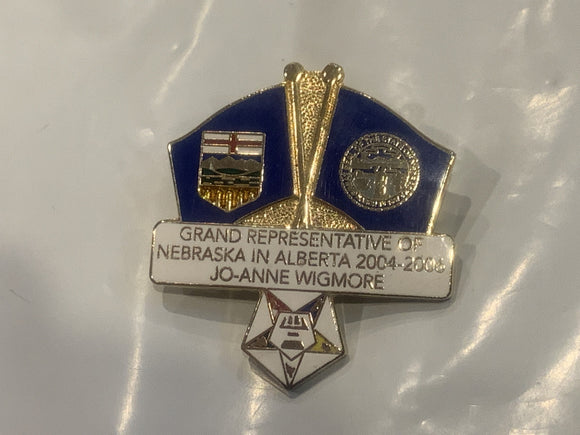 GRAND REPRESENTATIVE OF
NEBRASKA IN ALBERTA 2004-2006
JO-ANNE WIGMORE